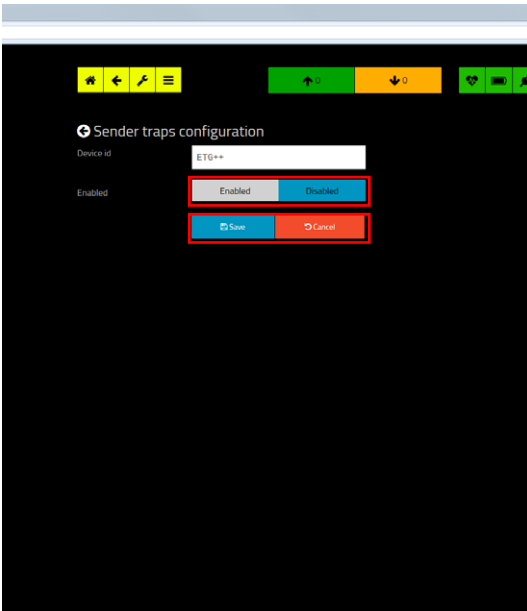 0
0
Sender traps configuration
Device id
ETG++
Enabled
Enabled
Disabled
Save
Cancel